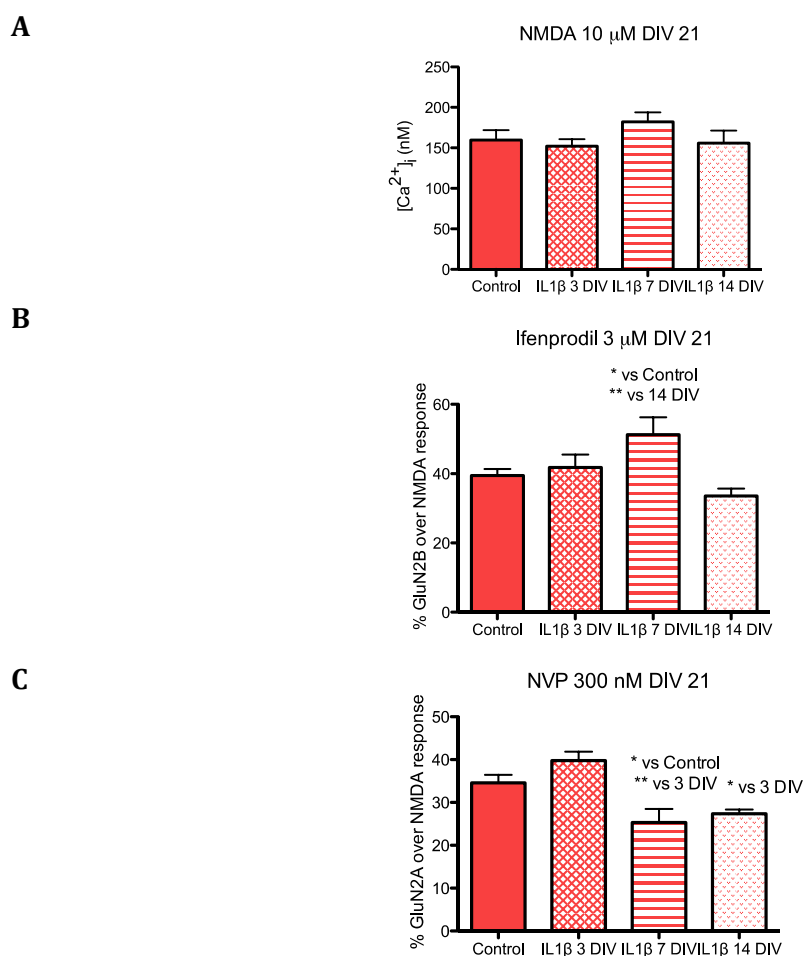 A
NMDA 10 μM DIV 21
[Ca2+]i (nM)
250
200
150
100
50
0
Control IL1β 3 DIV IL1β 7 DIV IL1β 14 DIV
B
Ifenprodil 3 μM DIV 21
* vs Control
** vs 14 DIV
% GluN2B over NMDA response
60
40
20
0
Control IL1β 3 DIV IL1β 7 DIV IL1β 14 DIV
C
NVP 300 nM DIV 21
% GluN2A over NMDA response
50
40
30
20
10
0
* vs Control
** vs 3 DIV
* vs 3 DIV
Control IL1β 3 DIV IL1β 7 DIV IL1β 14 DIV